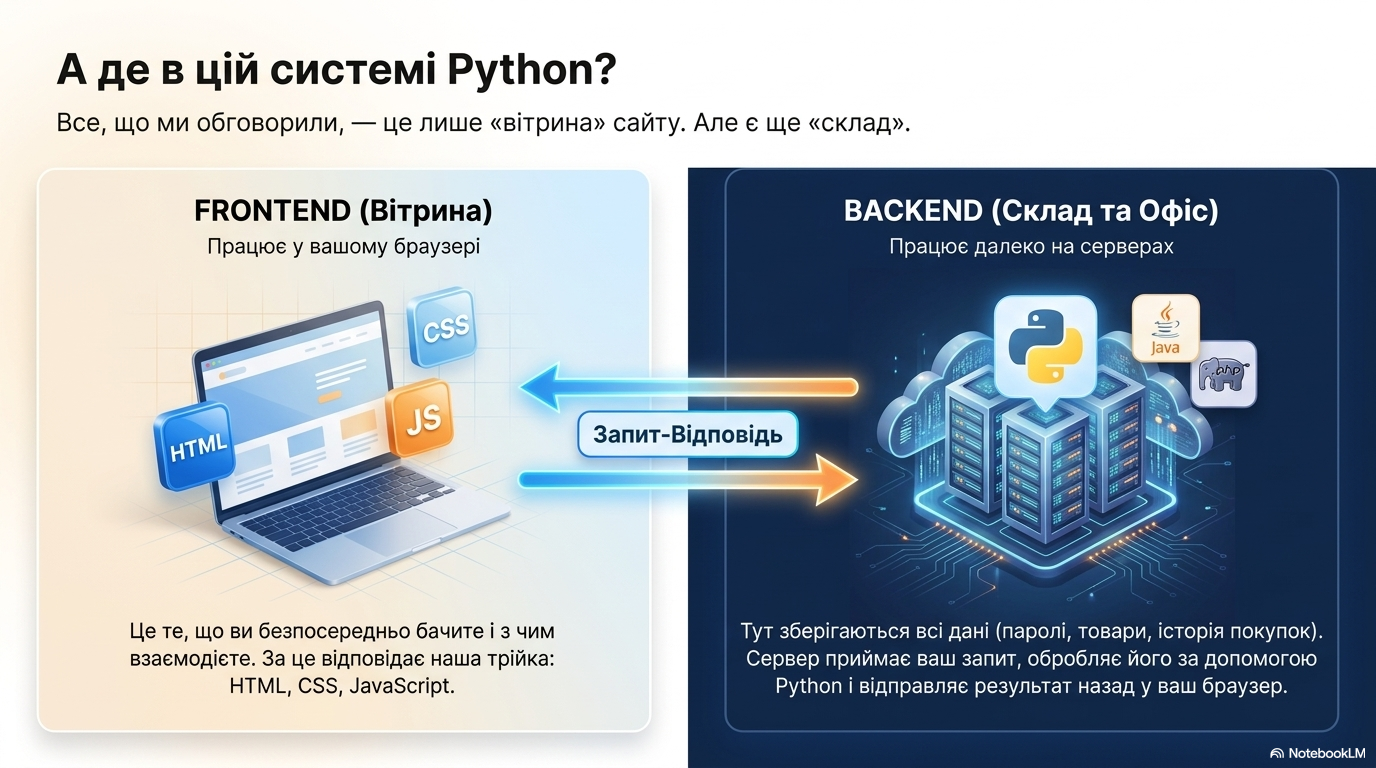 А де в цій системі Python?
Все, що ми обговорили, — це лише «вітрина» сайту. Але є ще «склад».
FRONTEND (Вітрина)
Працює у вашому браузері
CSS
JS
HTML
Це те, що ви безпосередньо бачите і з чим
взаємодієте. За це відповідає наша трійка:
HTML, CSS, JavaScript.
Запит-Відповідь
BACKEND (Склад та Офіс)
Працює далеко на серверах
Java
php
Тут зберігаються всі дані (паролі, товари, історія покупок).
Сервер приймає ваш запит, обробляє його за допомогою
Python і відправляє результат назад у ваш браузер.
NotebookLM